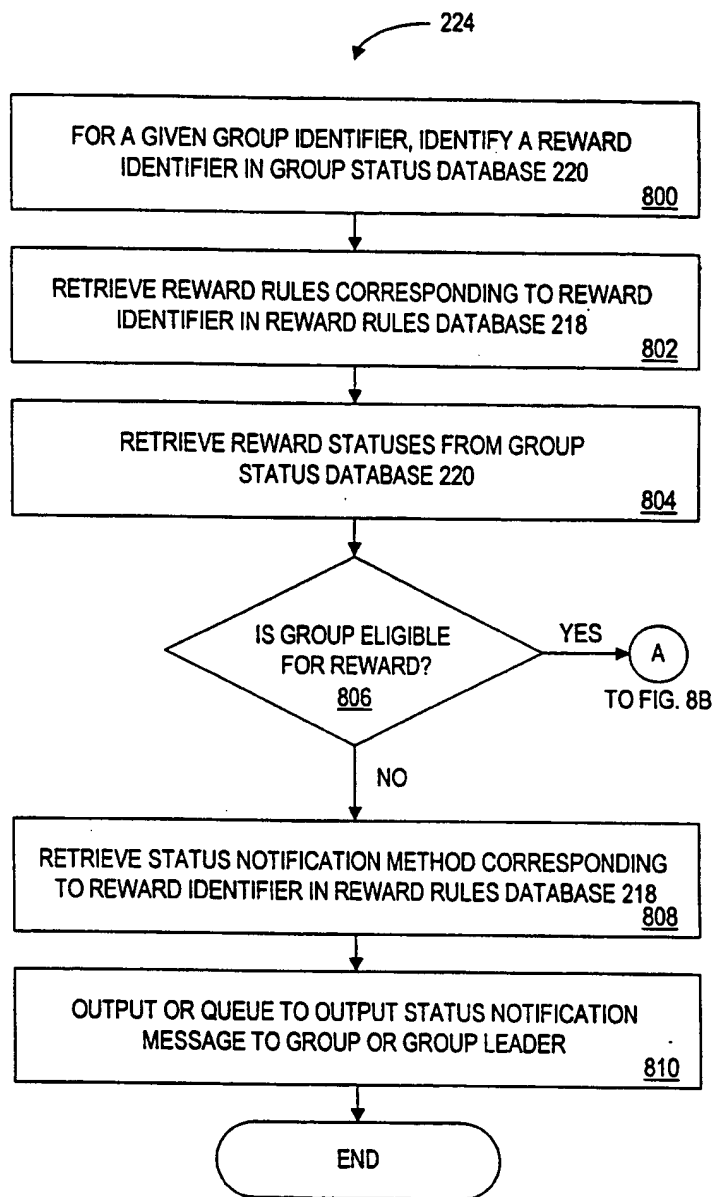 224
FOR A GIVEN GROUP IDENTIFIER, IDENTIFY A REWARD
IDENTIFIER IN GROUP STATUS DATABASE 220
800
RETRIEVE REWARD RULES CORRESPONDING TO REWARD
IDENTIFIER IN REWARD RULES DATABASE 218
802
RETRIEVE REWARD STATUSES FROM GROUP
STATUS DATABASE 220
804
IS GROUP ELIGIBLE
FOR REWARD?
806
YES
A
TO FIG. 8B
NO
RETRIEVE STATUS NOTIFICATION METHOD CORRESPONDING
TO REWARD IDENTIFIER IN REWARD RULES DATABASE 218
808
OUTPUT OR QUEUE TO OUTPUT STATUS NOTIFICATION
MESSAGE TO GROUP OR GROUP LEADER
810
END